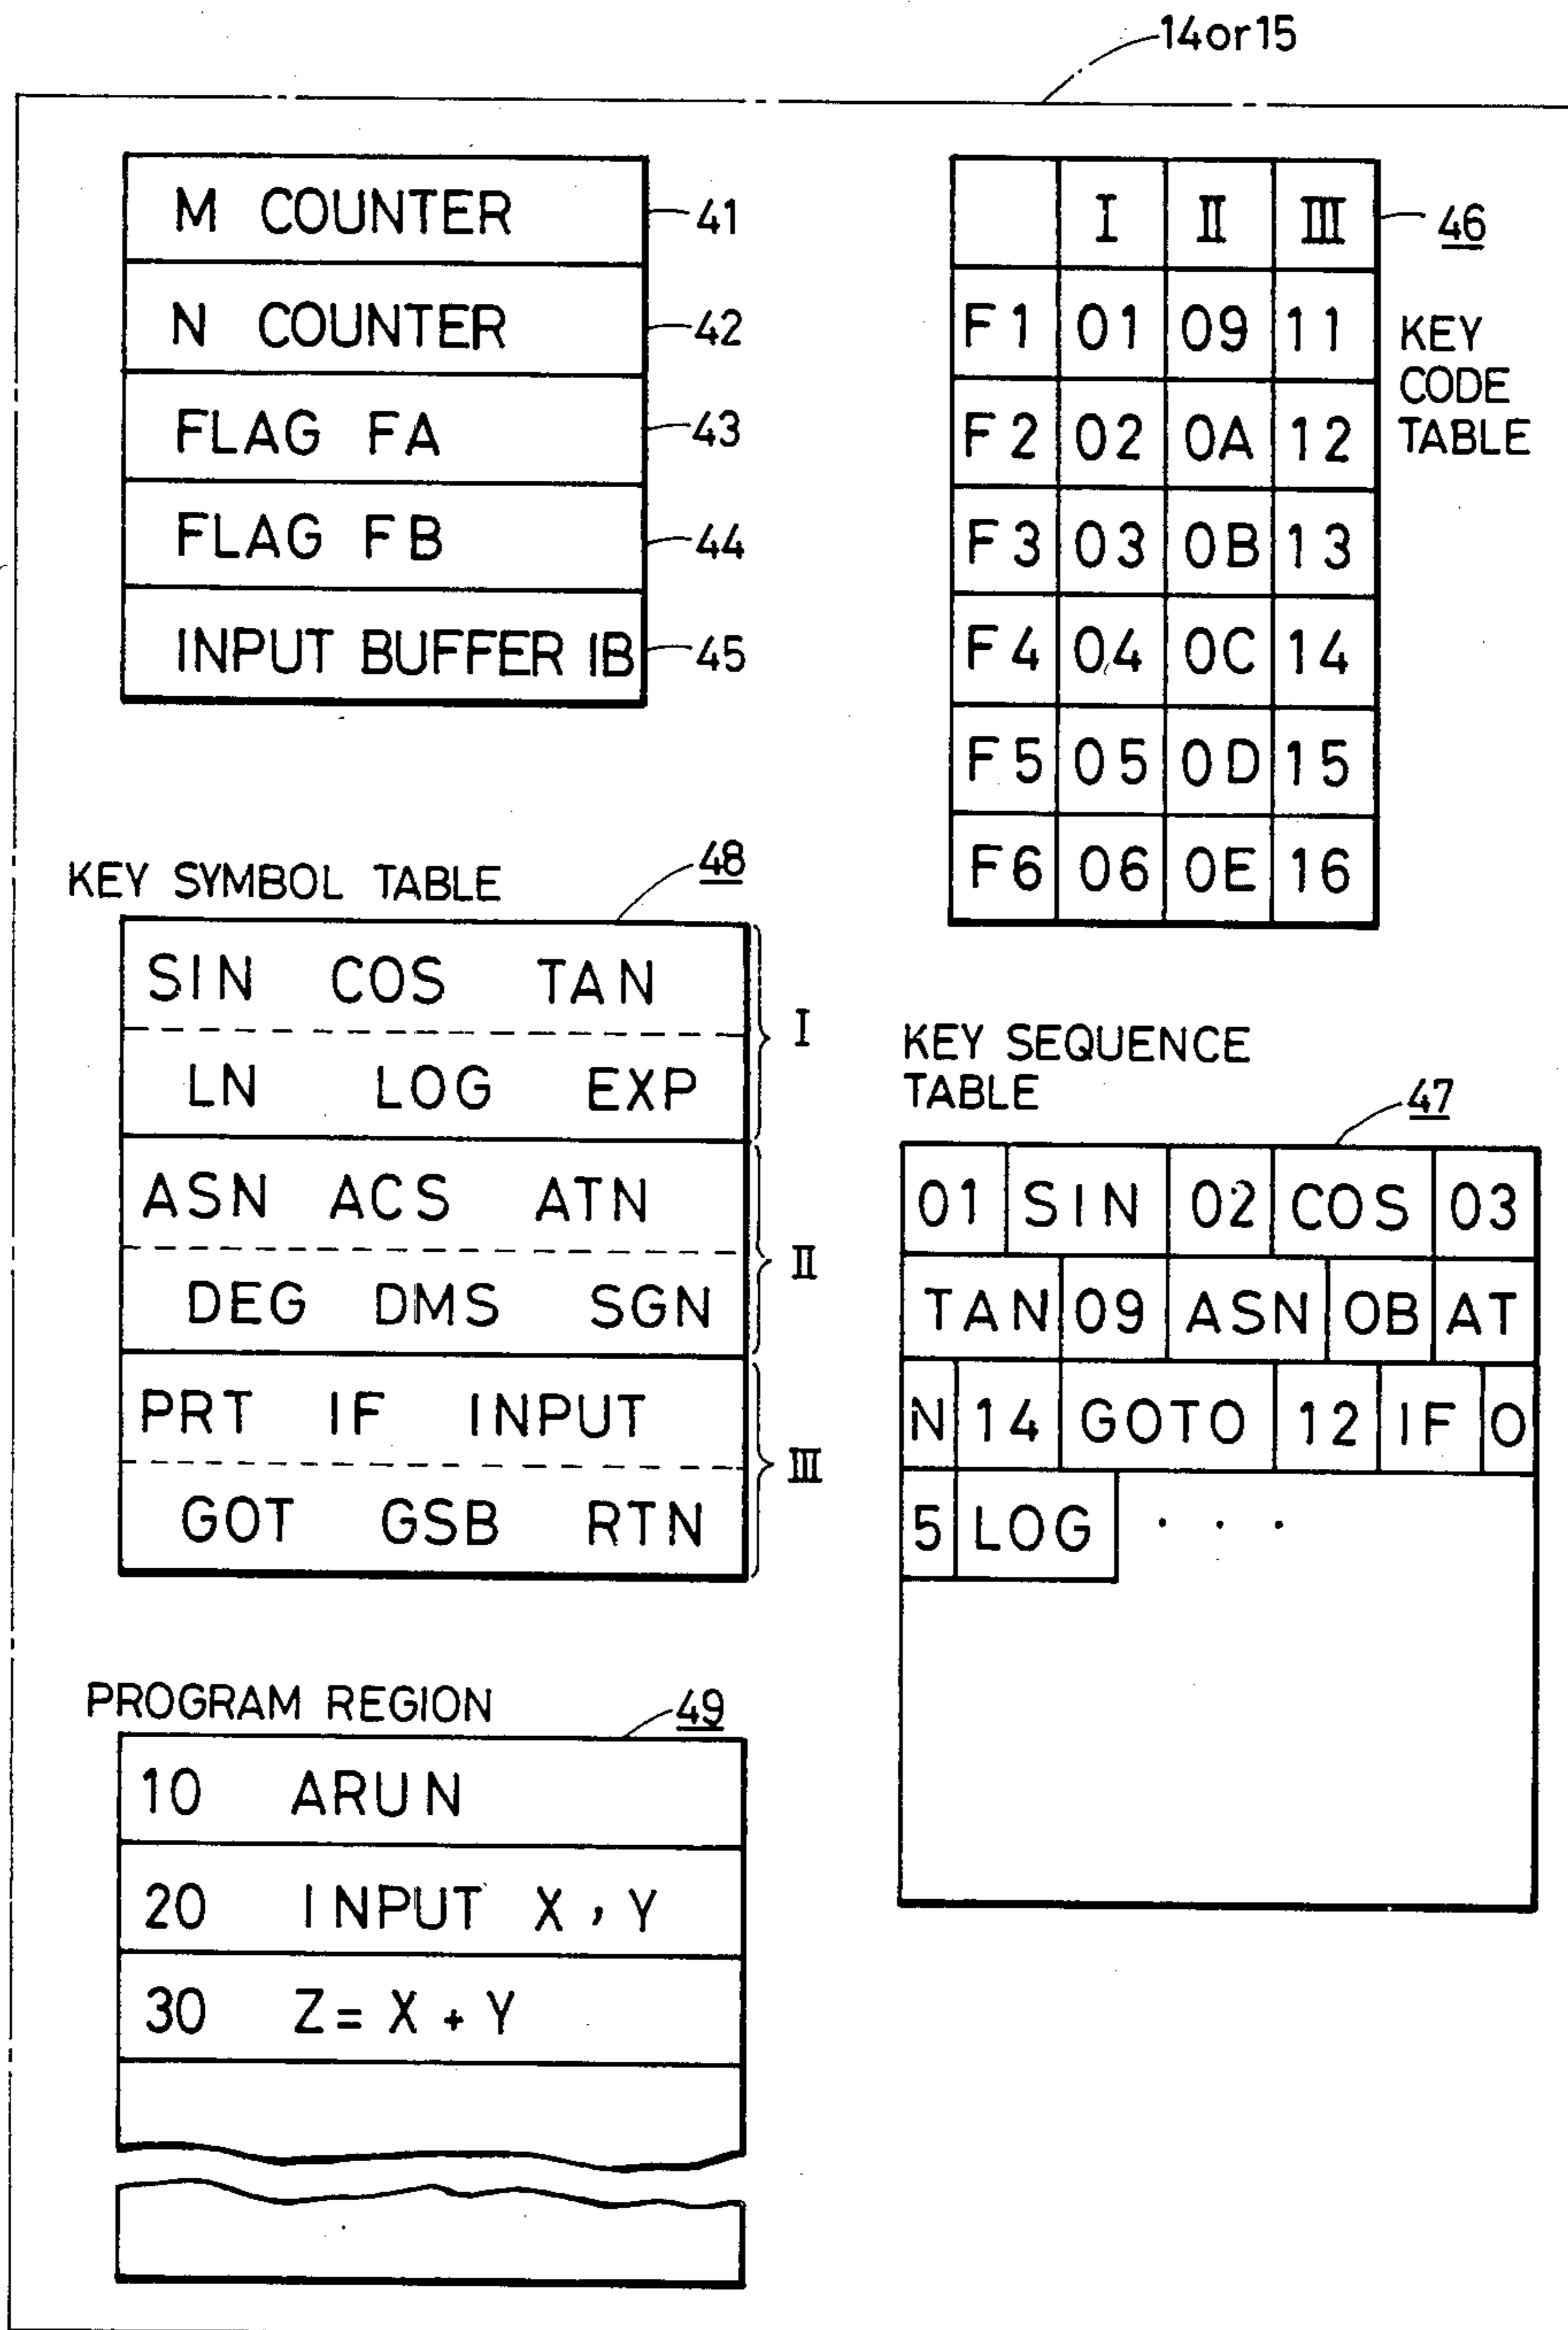 14or15
M COUNTER 41
N COUNTER 42
FLAG FA 43
FLAG FB 44
INPUT BUFFER IB 45
I II III 46
F1 01 09 11
F2 02 0A 12
F3 03 0B 13
F4 04 0C 14
F5 05 0D 15
F6 06 0E 16
KEY
CODE
TABLE
KEY SYMBOL TABLE 48
SIN COS TAN
LN LOG EXP
I
ASN ACS ATN
DEG DMS SGN
II
PRT IF INPUT
GOT GSB RTN
III
KEY SEQUENCE
TABLE
47
01 SIN 02 COS 03
TAN 09 ASN 0B AT
N 14 GOTO 12 IF 0
5 LOG . . .
PROGRAM REGION 49
10 ARUN
20 INPUT X , Y
30 Z = X + Y